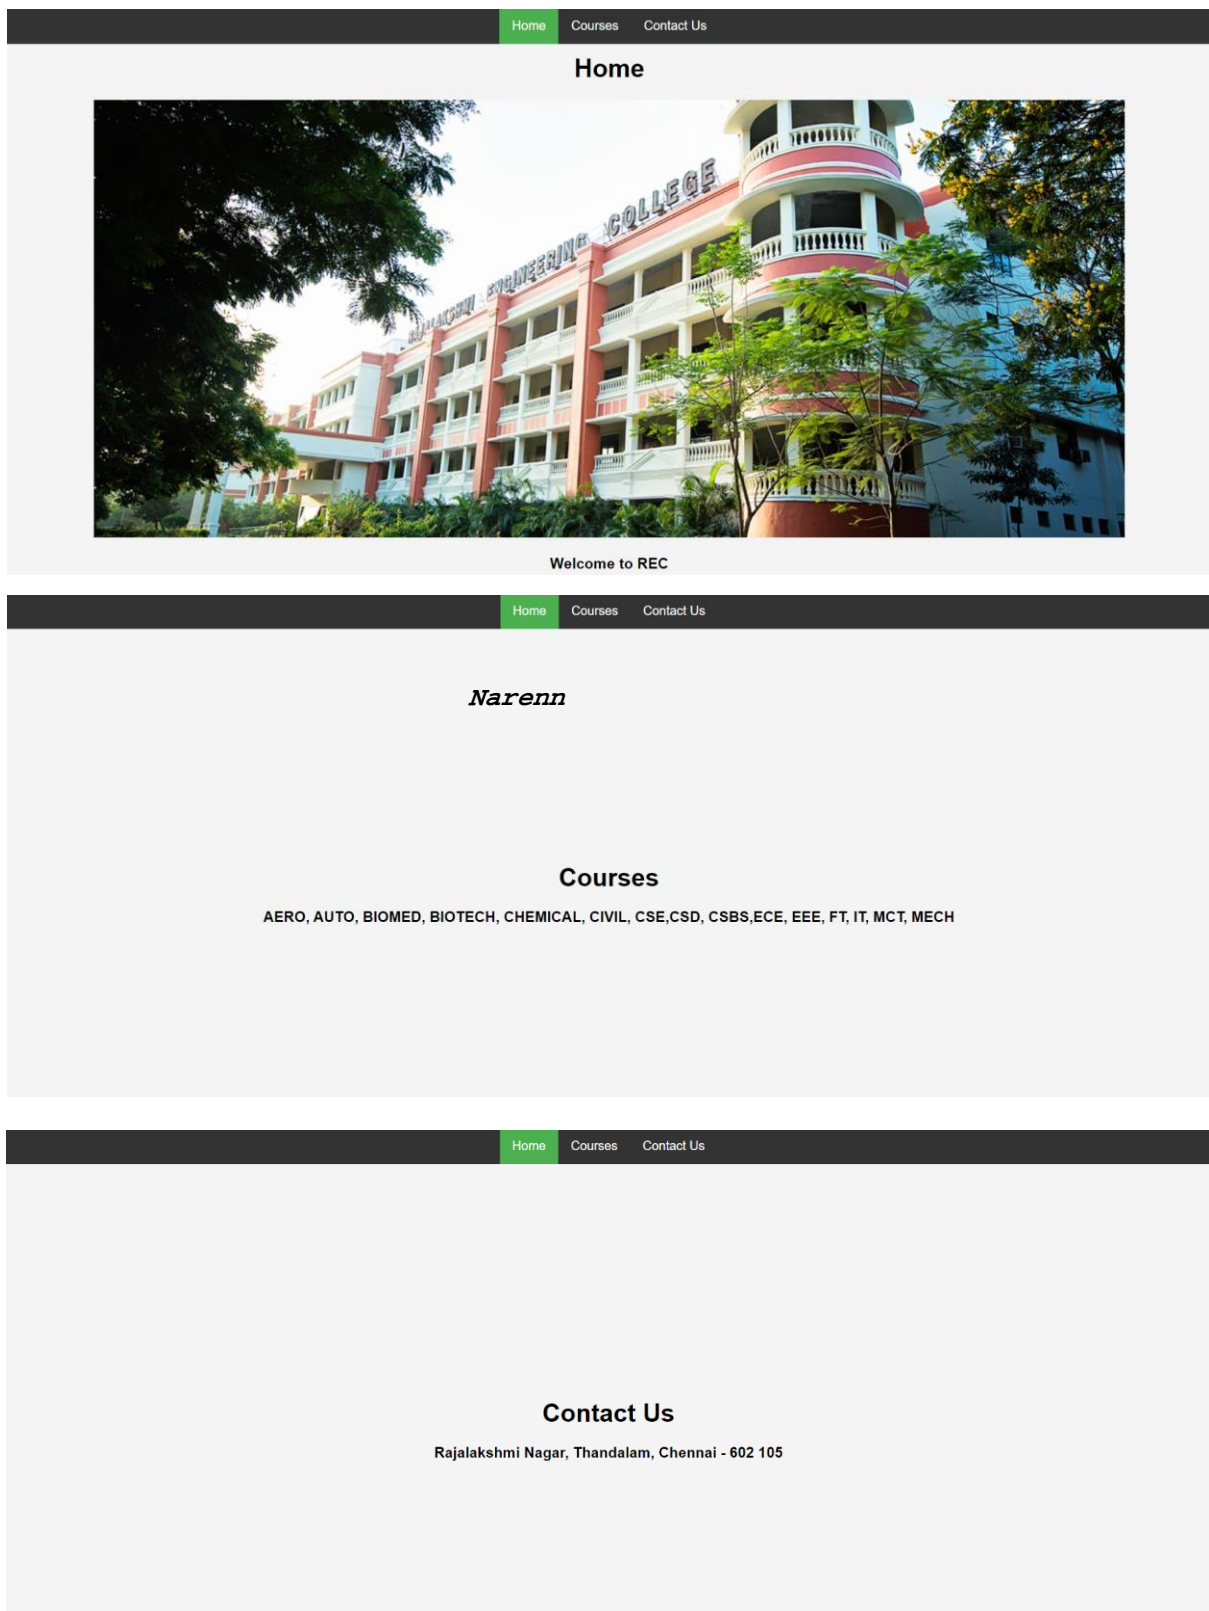 Home Courses Contact Us
Home
RAJALAKSHMI ENGINEERING COLLEGE
Welcome to REC
Home Courses Contact Us
Narenn
Courses
AERO, AUTO, BIOMED, BIOTECH, CHEMICAL, CIVIL, CSE,CSD, CSBS,ECE, EEE, FT, IT, MCT, MECH
Home Courses Contact Us
Contact Us
Rajalakshmi Nagar, Thandalam, Chennai - 602 105